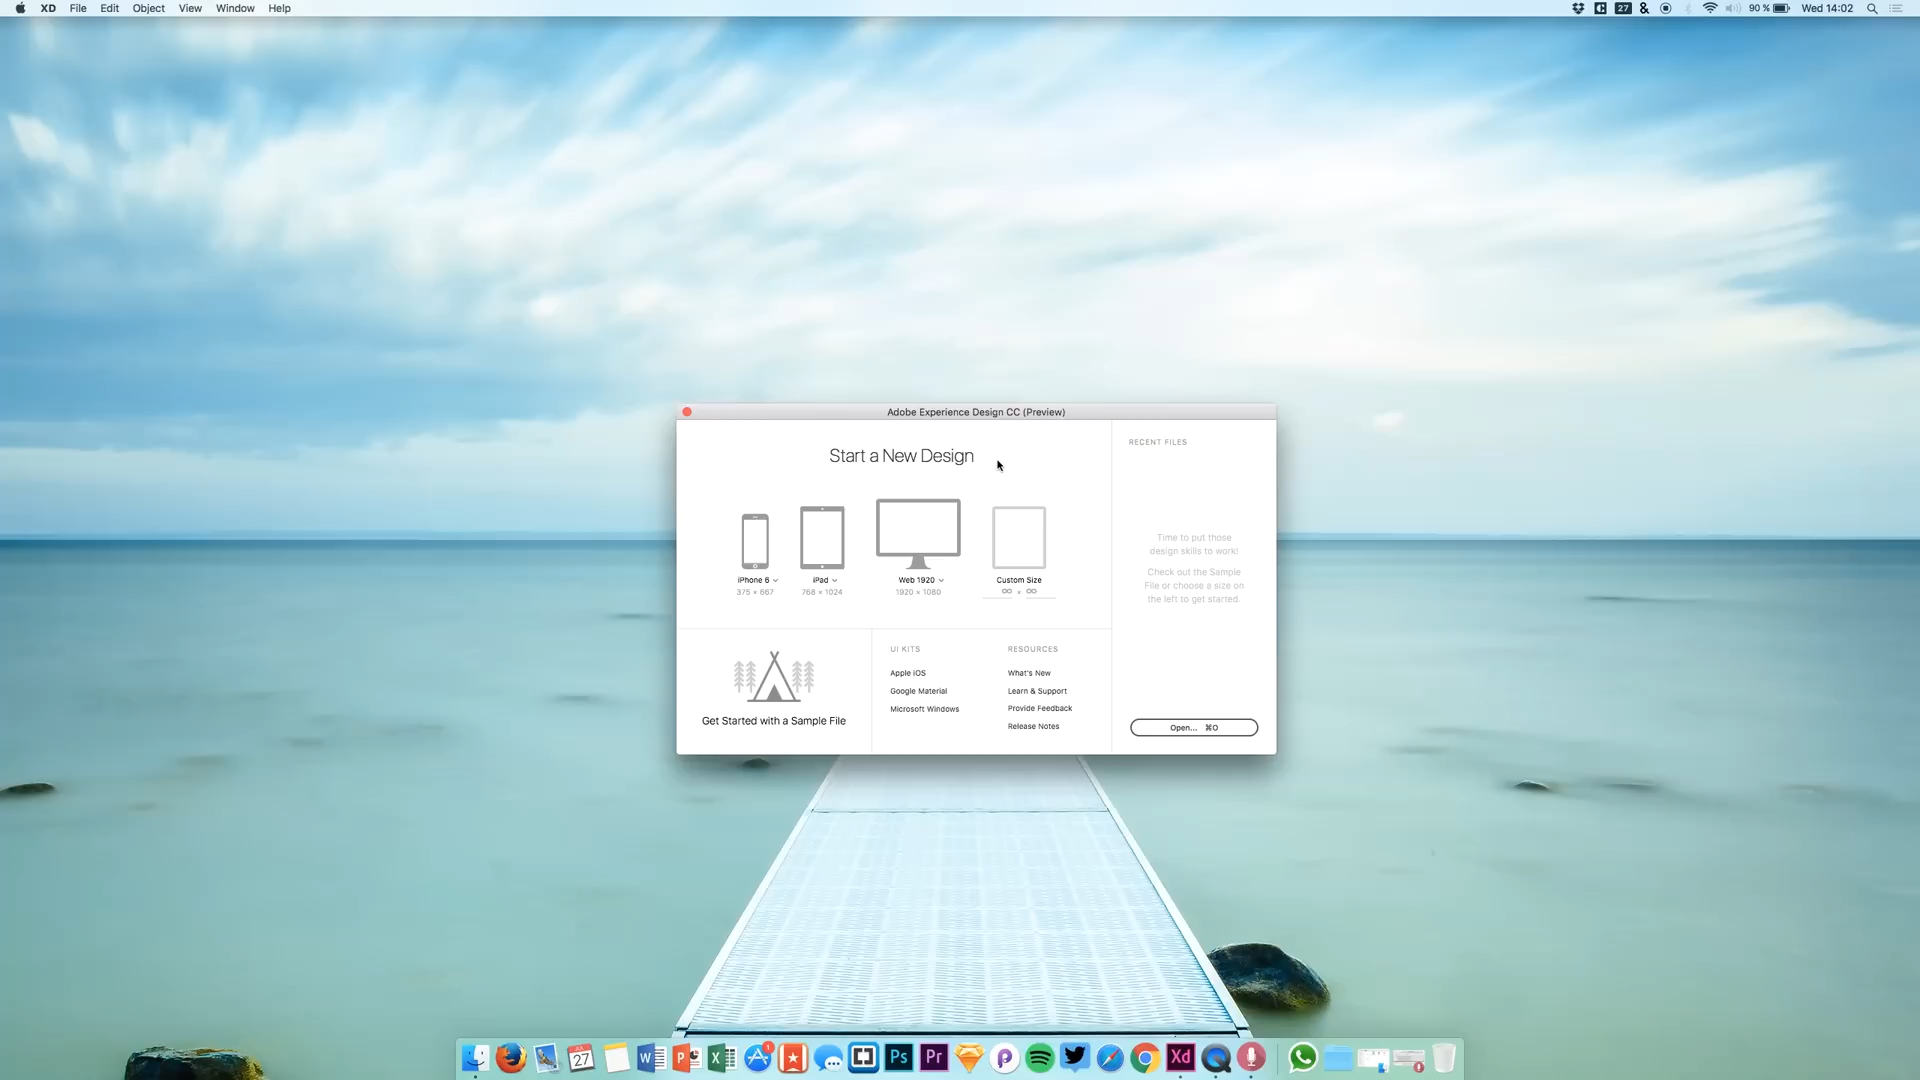 XD File Edit Object View Window Help
27 & 90 % Wed 14:02
Adobe Experience Design CC (Preview)
Start a New Design
iPhone 6
375 × 667
iPad
768 × 1024
Web 1920
1920 × 1080
Custom Size
×
Get Started with a Sample File
UI KITS
Apple iOS
Google Material
Microsoft Windows
RESOURCES
What's New
Learn & Support
Provide Feedback
Release Notes
RECENT FILES
Time to put those
design skills to work!
Check out the Sample
File or choose a size on
the left to get started.
Open... ⌘O
27
1
Ps
Pr
Xd